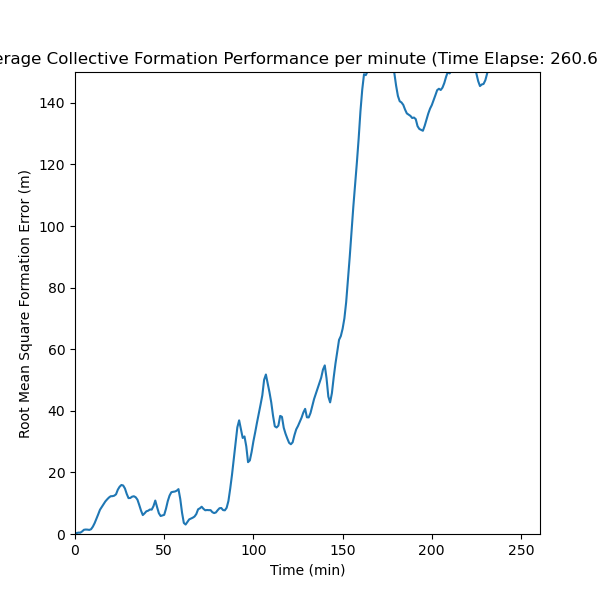 erage Collective Formation Performance per minute (Time Elapse: 260.6
140
120
100
80
60
40
20
0
Root Mean Square Formation Error (m)
0 50 100 150 200 250
Time (min)